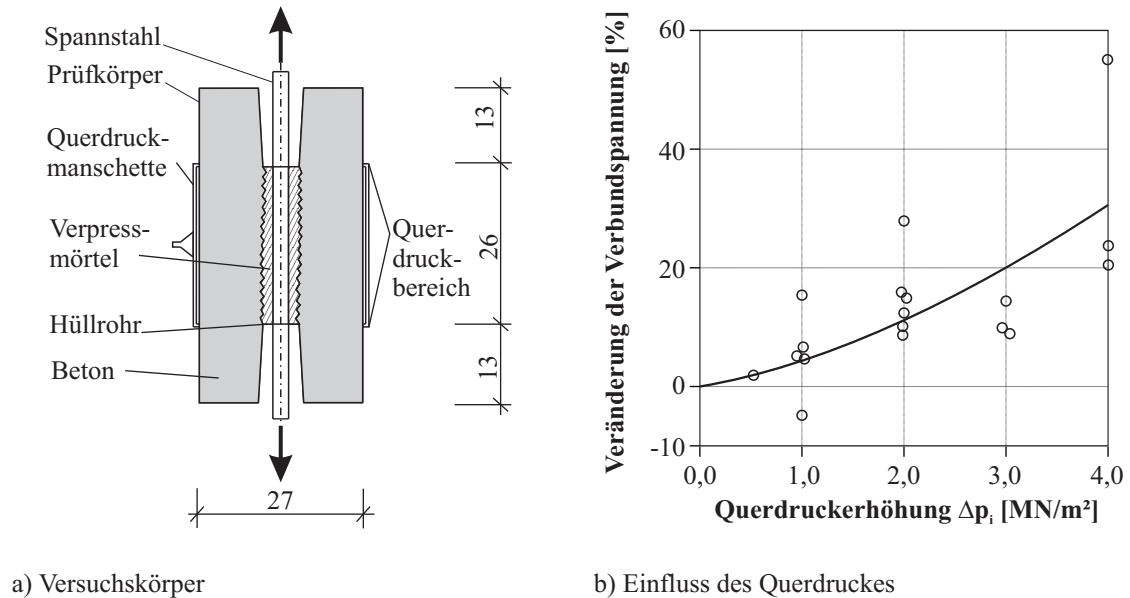 Spannstahl
Prüfkörper
Querdruck-
manschette
Verpress-
mörtel
Hüllrohr
Beton
Quer-
druck-
bereich
13
26
13
27
a) Versuchskörper
Veränderung der Verbundspannung [%]
60
40
20
0
-10
0,0 1,0 2,0 3,0 4,0
Querdruckerhöhung Δpᵢ [MN/m²]
b) Einfluss des Querdruckes